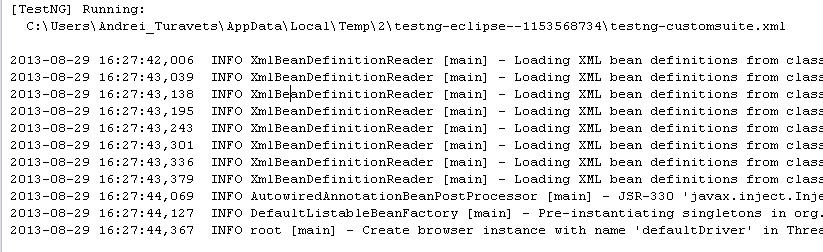 [TestNG] Running:
C:\Users\Andrei_Turavets\AppData\Local\Temp\2\testng-eclipse--1153568734\testng-customsuite.xml
2013-08-29 16:27:42,006 INFO XmlBeanDefinitionReader [main] - Loading XML bean definitions from class
2013-08-29 16:27:43,039 INFO XmlBeanDefinitionReader [main] - Loading XML bean definitions from class
2013-08-29 16:27:43,138 INFO XmlBeanDefinitionReader [main] - Loading XML bean definitions from class
2013-08-29 16:27:43,195 INFO XmlBeanDefinitionReader [main] - Loading XML bean definitions from class
2013-08-29 16:27:43,243 INFO XmlBeanDefinitionReader [main] - Loading XML bean definitions from class
2013-08-29 16:27:43,301 INFO XmlBeanDefinitionReader [main] - Loading XML bean definitions from class
2013-08-29 16:27:43,336 INFO XmlBeanDefinitionReader [main] - Loading XML bean definitions from class
2013-08-29 16:27:43,379 INFO XmlBeanDefinitionReader [main] - Loading XML bean definitions from class
2013-08-29 16:27:44,069 INFO AutowiredAnnotationBeanPostProcessor [main] - JSR-330 'javax.inject.Inje
2013-08-29 16:27:44,127 INFO DefaultListableBeanFactory [main] - Pre-instantiating singletons in org.
2013-08-29 16:27:44,367 INFO root [main] - Create browser instance with name 'defaultDriver' in Threa